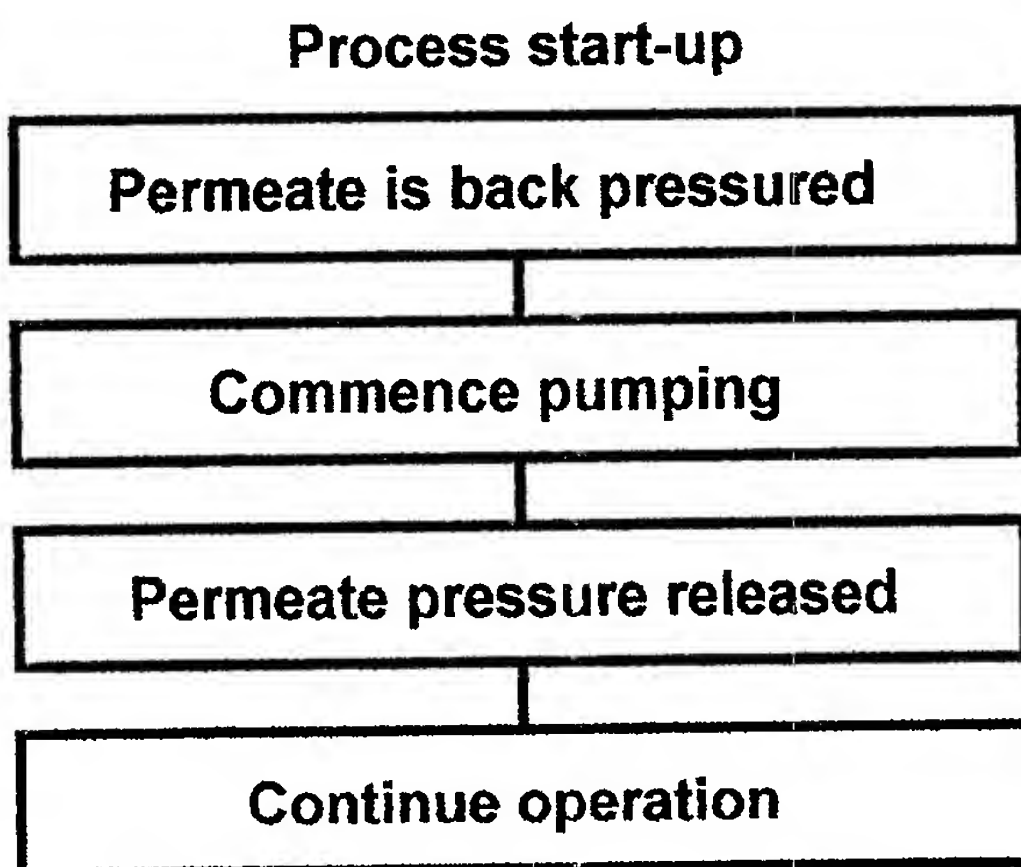 Process start-up
Permeate is back pressured
Commence pumping
Permeate pressure released
Continue operation